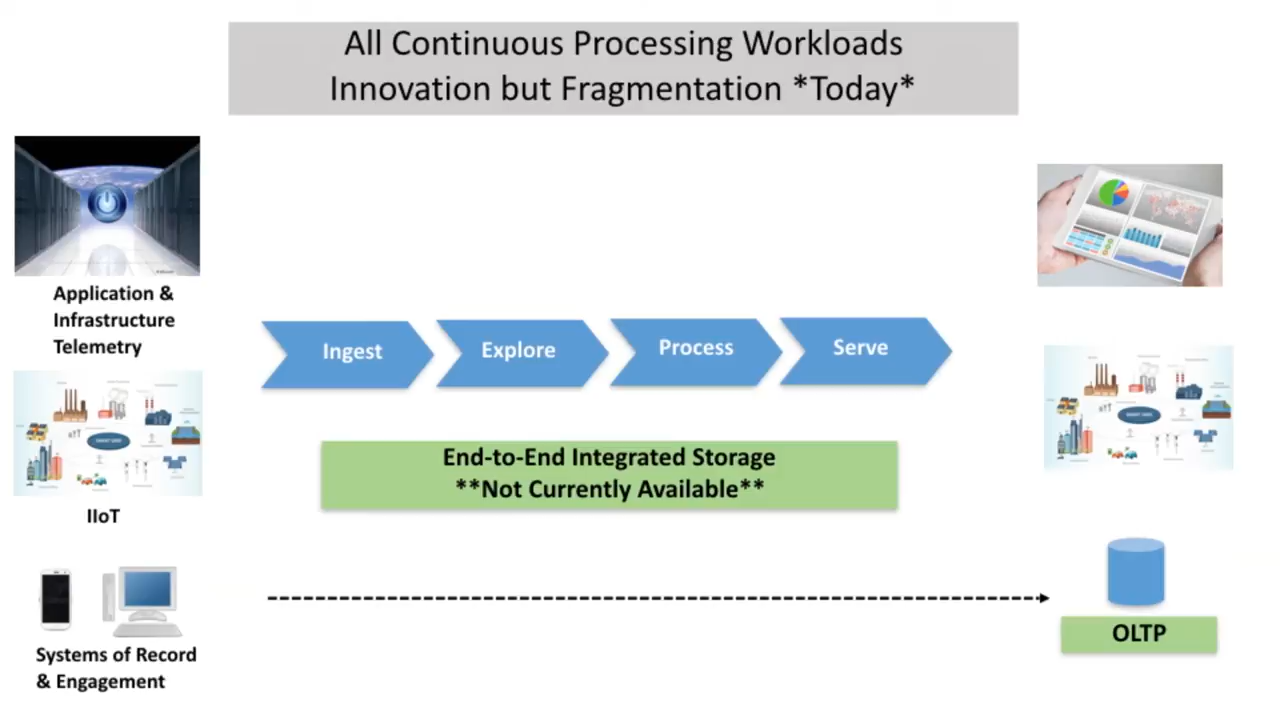 All Continuous Processing Workloads
Innovation but Fragmentation *Today*
Application &
Infrastructure
Telemetry
Ingest
Explore
Process
Serve
End-to-End Integrated Storage
**Not Currently Available**
IIoT
Systems of Record
& Engagement
OLTP